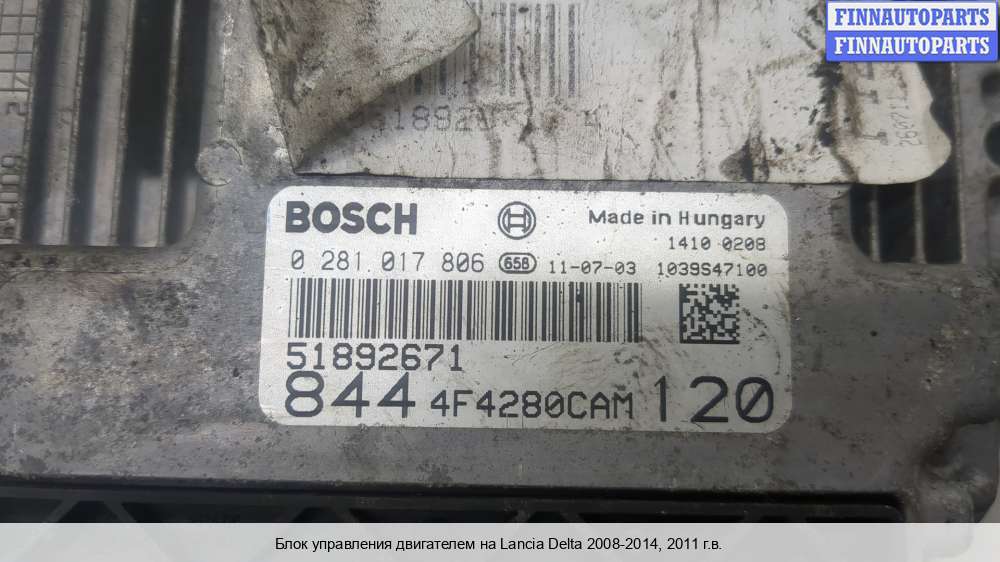 FINNAUTOPARTS
FINNAUTOPARTS
BOSCH
Made in Hungary
1410 0208
0 281 017 806 658 11-07-03 1039S47100
51892671
844 4F4280CAM 120
Блок управления двигателем на Lancia Delta 2008-2014, 2011 г.в.